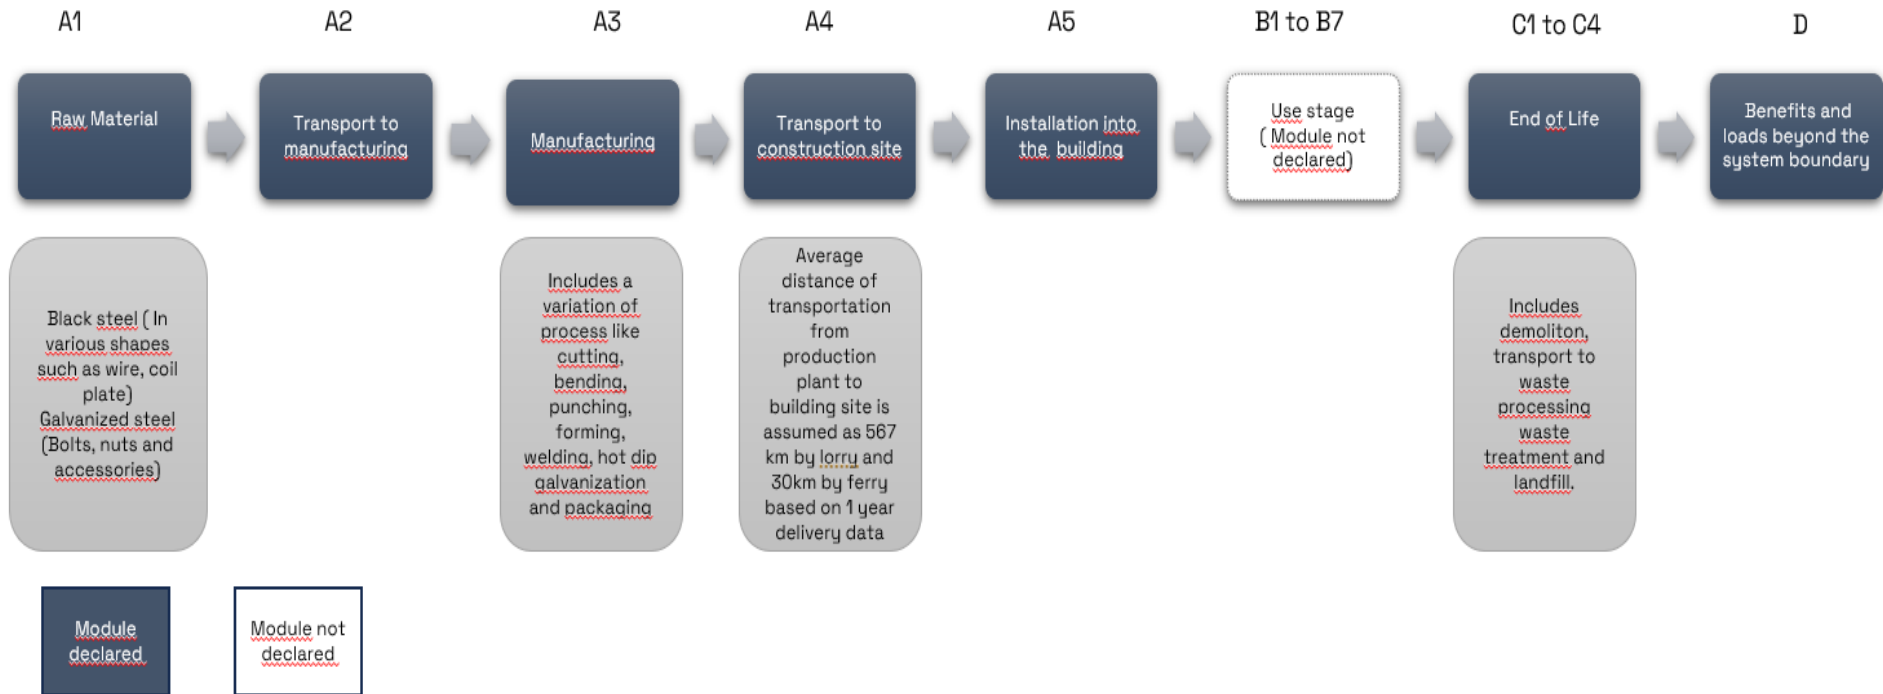 A1
A2
A3
A4
A5
B1 to B7
C1 to C4
D
Raw Material
Transport to
manufacturing
Manufacturing
Transport to
construction site
Installation into
the building
Use stage
( Module not
declared)
End of Life
Benefits and
loads beyond the
system boundary
Black steel ( In
various shapes
such as wire, coil
plate)
Galvanized steel
(Bolts, nuts and
accessories)
Includes a
variation of
process like
cutting,
bending,
punching,
forming,
welding, hot dip
galvanization
and packaging
Average
distance of
transportation
from
production
plant to
building site is
assumed as 567
km by lorry and
30km by ferry
based on 1 year
delivery data
Includes
demoliton,
transport to
waste
processing
waste
treatment and
landfill.
Module
declared
Module not
declared